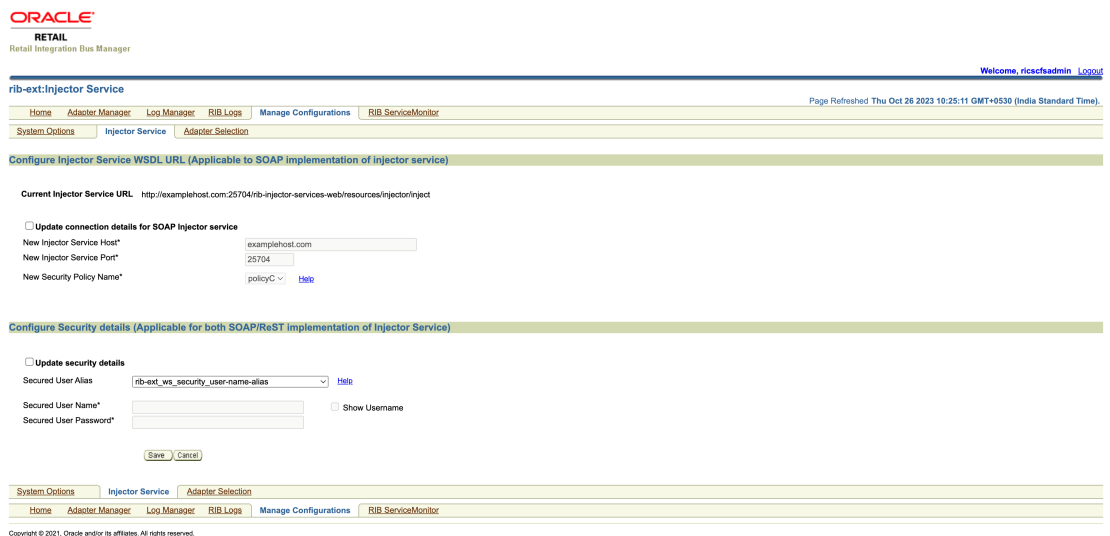 ORACLE®
RETAIL
Retail Integration Bus Manager
Welcome, ricscfsadmin Logout
rib-ext:Injector Service
Page Refreshed Thu Oct 26 2023 10:25:11 GMT+0530 (India Standard Time).
Home Adapter Manager Log Manager RIB Logs Manage Configurations RIB ServiceMonitor
System Options Injector Service Adapter Selection
Configure Injector Service WSDL URL (Applicable to SOAP implementation of injector service)
Current Injector Service URL http://examplehost.com:25704/rib-injector-services-web/resources/injector/inject
Update connection details for SOAP Injector service
New Injector Service Host* examplehost.com
New Injector Service Port* 25704
New Security Policy Name* policyC Help
Configure Security details (Applicable for both SOAP/ReST implementation of Injector Service)
Update security details
Secured User Alias rib-ext_ws_security_user-name-alias Help
Secured User Name* Show Username
Secured User Password*
Save Cancel
System Options Injector Service Adapter Selection
Home Adapter Manager Log Manager RIB Logs Manage Configurations RIB ServiceMonitor
Copyright © 2021, Oracle and/or its affiliates. All rights reserved.